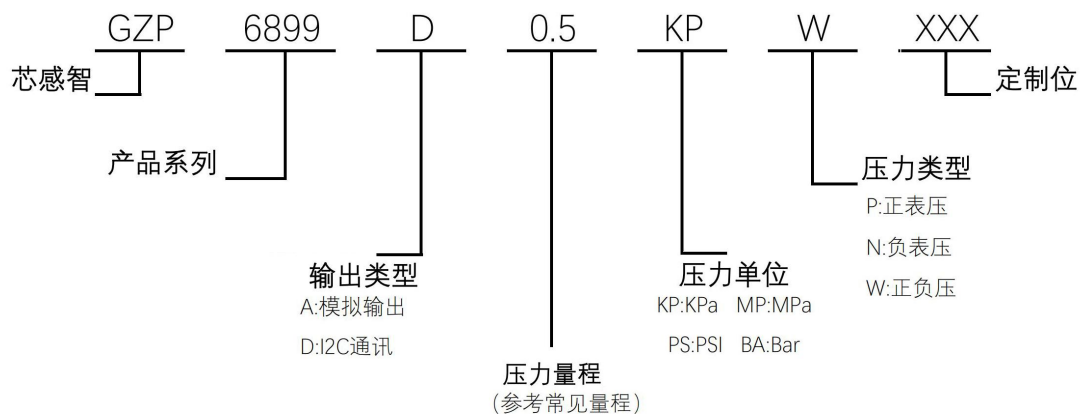 GZP 6899 D 0.5 KP W XXX
芯感智
定制位
产品系列
压力类型
P:正表压
N:负表压
W:正负压
输出类型
A:模拟输出
D:I2C通讯
压力单位
KP:KPa MP:MPa
PS:PSI BA:Bar
压力量程
(参考常见量程)